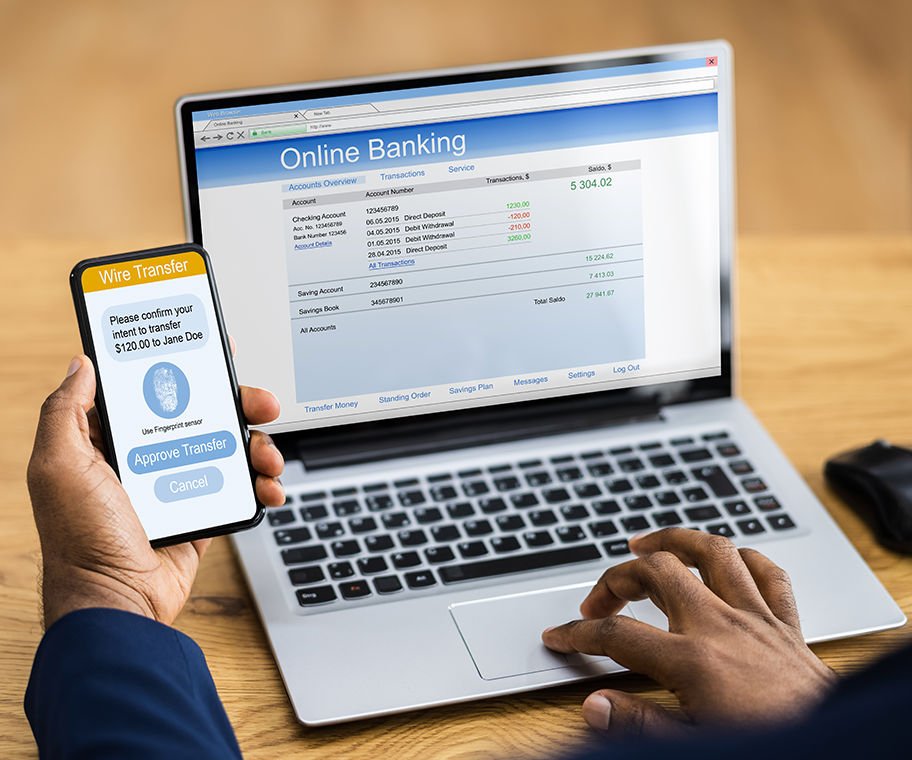 Wire Transfer
Please confirm your
intent to transfer
$120.00 to Jane Doe
Use Fingerprint sensor
Approve Transfer
Cancel
Online Banking
New Tab
Bank
http://www
Online Banking
Accounts Overview
Transactions
Service
Account
Account Number
Transactions, $
Saldo, $
Checking Account
123456789
5 304.02
Acc. No. 123456789
06.05.2015 Direct Deposit 1230,00
Bank Number 123456
04.05.2015 Debit Withdrawal -120,00
Account Details
01.05.2015 Debit Withdrawal -210,00
28.04.2015 Direct Deposit 3260,00
All Transactions
Saving Account 234567890 15 224.62
Savings Book 345678901 7 413.03
All Accounts Total Saldo 27 941.67
Transfer Money
Standing Order
Savings Plan
Messages
Settings
Log Out